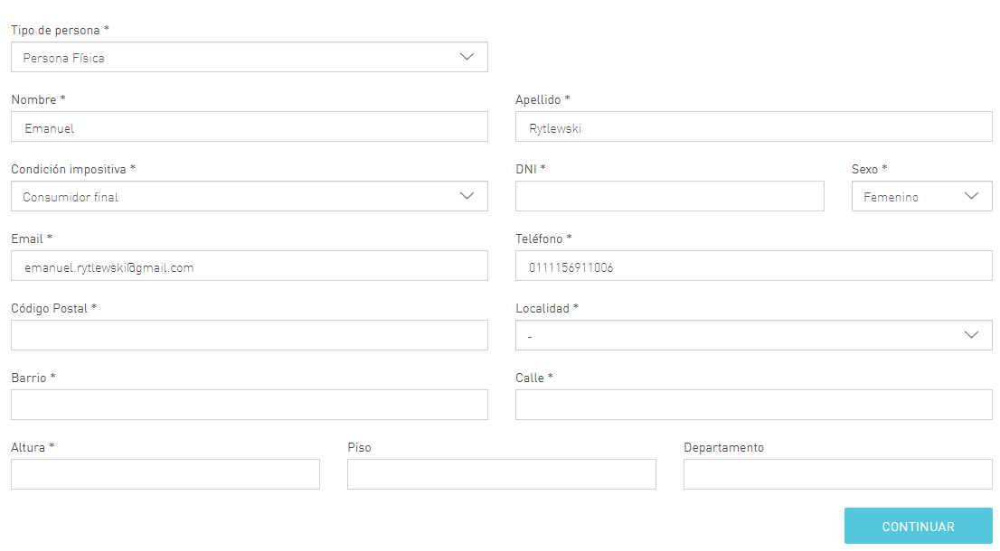 Tipo de persona *
Persona Física
Nombre *
Apellido *
Emanuel
Rytlewski
Condición impositiva *
DNI *
Sexo *
Consumidor final
Femenino
Email *
Teléfono *
emanuel.rytlewski@gmail.com
0111156911006
Código Postal *
Localidad *
-
Barrio *
Calle *
Altura *
Piso
Departamento
CONTINUAR